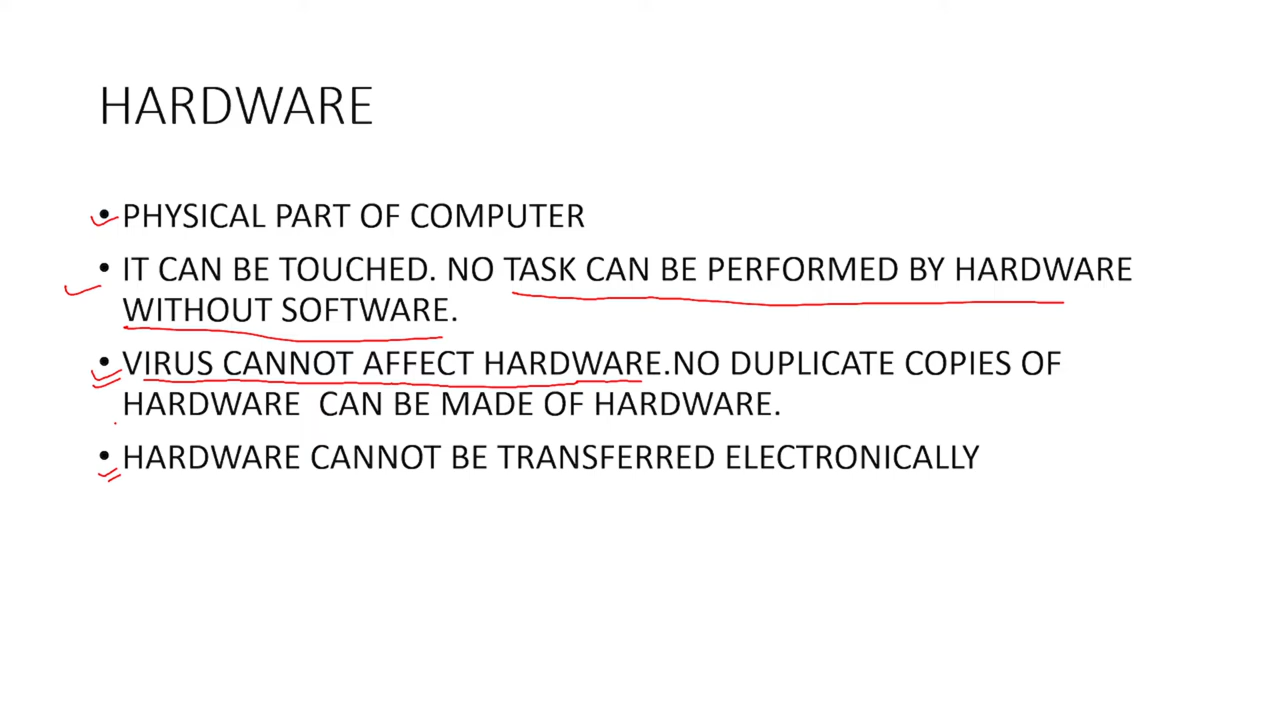 HARDWARE
• PHYSICAL PART OF COMPUTER
• IT CAN BE TOUCHED. NO TASK CAN BE PERFORMED BY HARDWARE
WITHOUT SOFTWARE.
• VIRUS CANNOT AFFECT HARDWARE.NO DUPLICATE COPIES OF
HARDWARE  CAN BE MADE OF HARDWARE.
• HARDWARE CANNOT BE TRANSFERRED ELECTRONICALLY